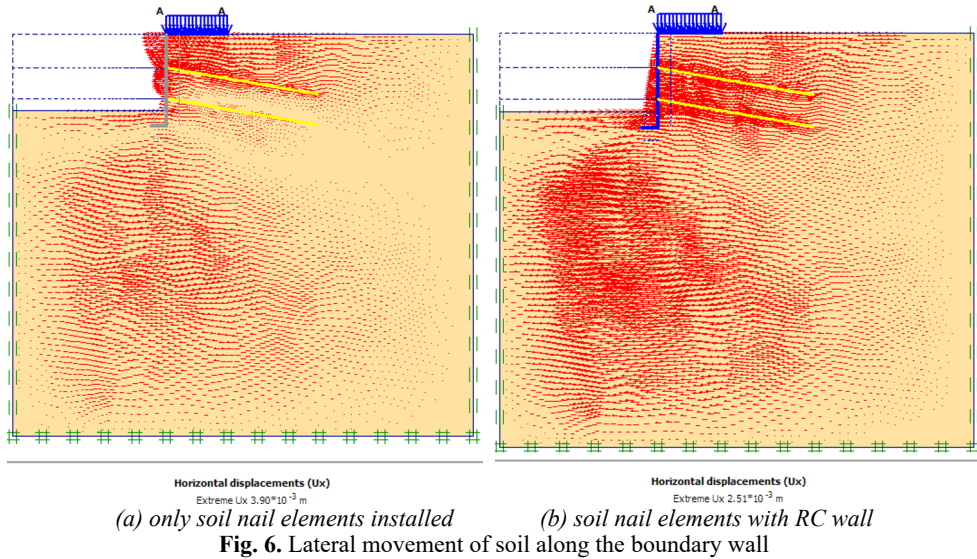 A A
A A
Horizontal displacements (Ux)
Extreme Ux 3.90*10⁻³ m
Horizontal displacements (Ux)
Extreme Ux 2.51*10⁻³ m
(a) only soil nail elements installed (b) soil nail elements with RC wall
Fig. 6. Lateral movement of soil along the boundary wall